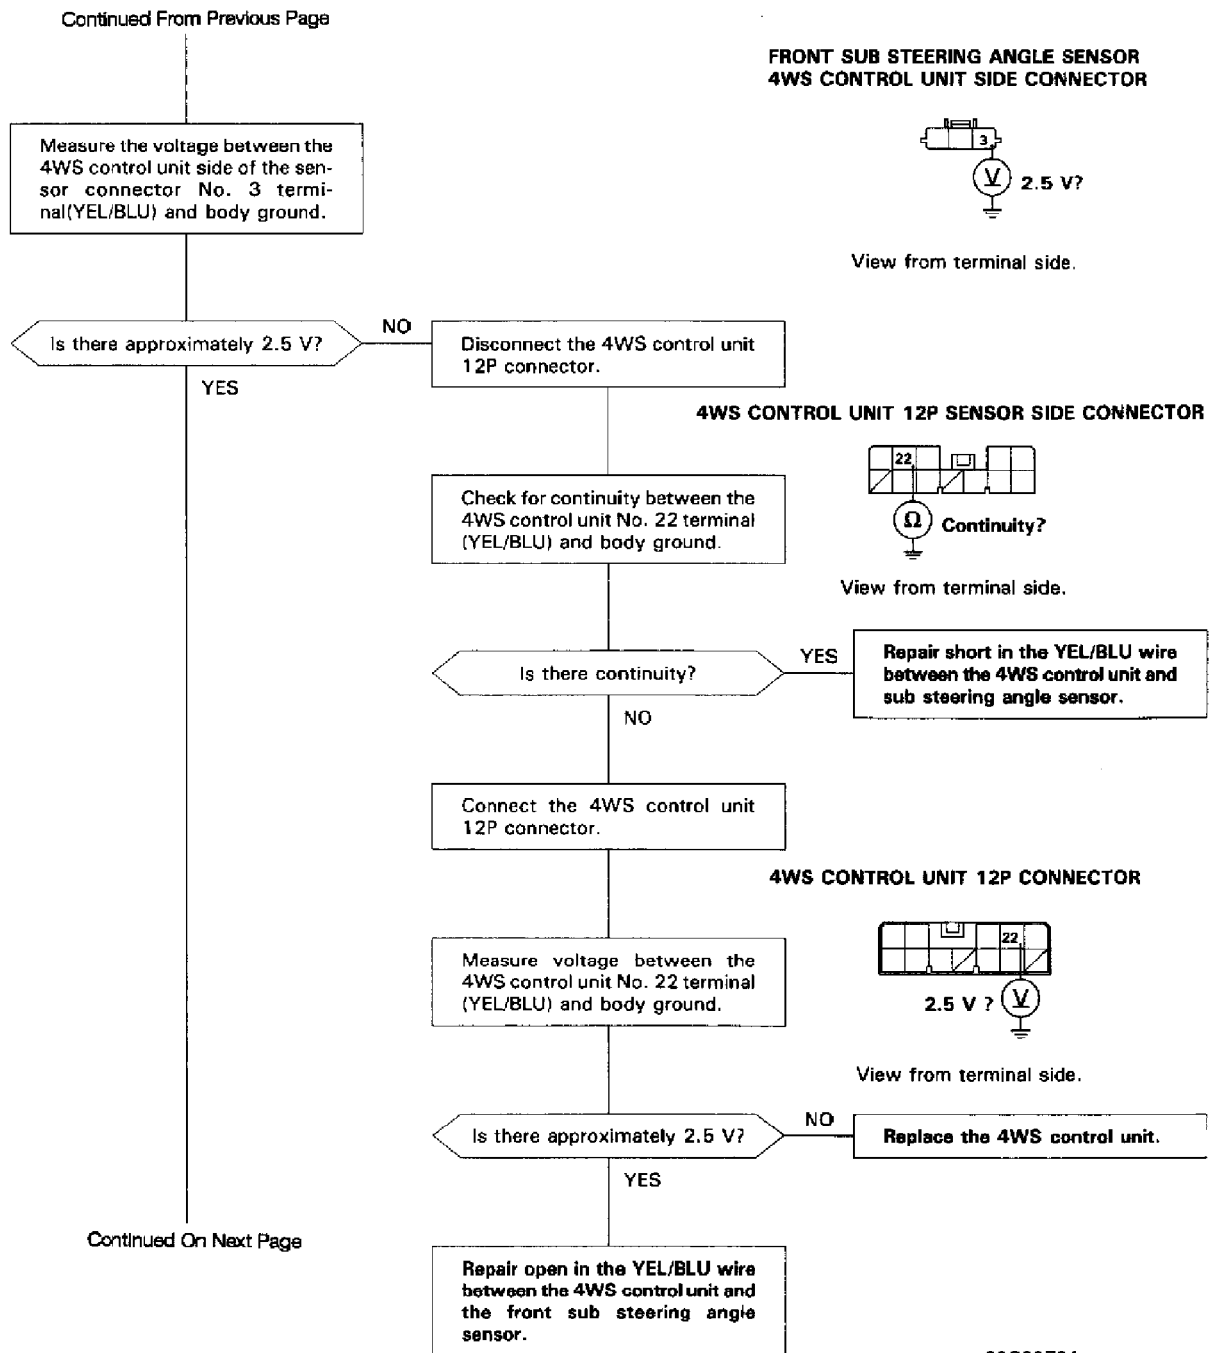 Continued From Previous Page
FRONT SUB STEERING ANGLE SENSOR
4WS CONTROL UNIT SIDE CONNECTOR
Measure the voltage between the
4WS control unit side of the sen-
sor connector No. 3 termi-
nal(YEL/BLU) and body ground.
3
V
2.5 V?
View from terminal side.
Is there approximately 2.5 V?
NO
YES
Disconnect the 4WS control unit
12P connector.
4WS CONTROL UNIT 12P SENSOR SIDE CONNECTOR
22
Ω
Continuity?
View from terminal side.
Check for continuity between the
4WS control unit No. 22 terminal
(YEL/BLU) and body ground.
Is there continuity?
YES
NO
Repair short in the YEL/BLU wire
between the 4WS control unit and
sub steering angle sensor.
Connect the 4WS control unit
12P connector.
4WS CONTROL UNIT 12P CONNECTOR
22
2.5 V ?
V
View from terminal side.
Measure voltage between the
4WS control unit No. 22 terminal
(YEL/BLU) and body ground.
Is there approximately 2.5 V?
NO
YES
Replace the 4WS control unit.
Continued On Next Page
Repair open in the YEL/BLU wire
between the 4WS control unit and
the front sub steering angle
sensor.